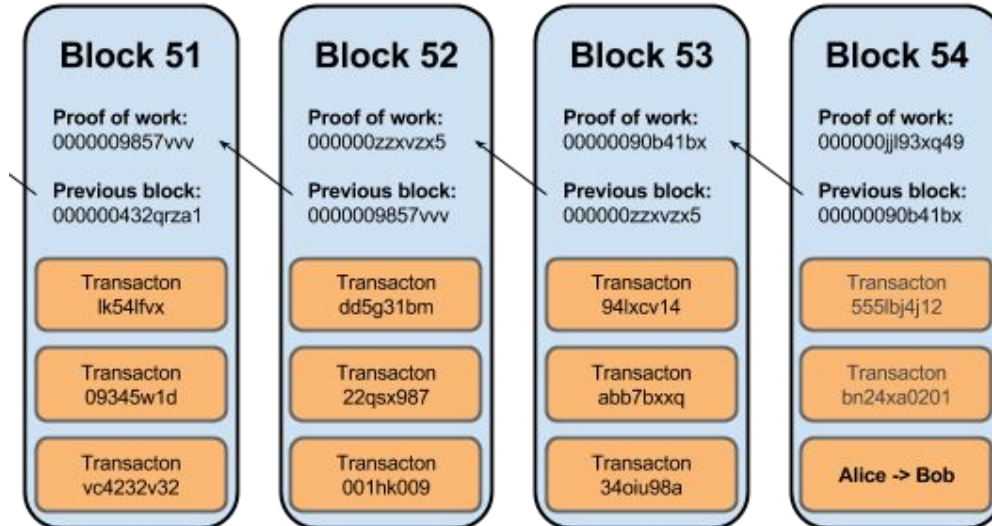 Block 51
Proof of work:
0000009857vvv
Previous block:
000000432qrza1
Transacton
lk54lfvx
Transacton
09345w1d
Transacton
vc4232v32
Block 52
Proof of work:
000000zzxvzx5
Previous block:
0000009857vvv
Transacton
dd5g31bm
Transacton
22qsx987
Transacton
001hk009
Block 53
Proof of work:
00000090b41bx
Previous block:
000000zzxvzx5
Transacton
94lxcv14
Transacton
abb7bxxq
Transacton
34oiu98a
Block 54
Proof of work:
000000jjl93xq49
Previous block:
00000090b41bx
Transacton
555lbj4j12
Transacton
bn24xa0201
Alice -> Bob